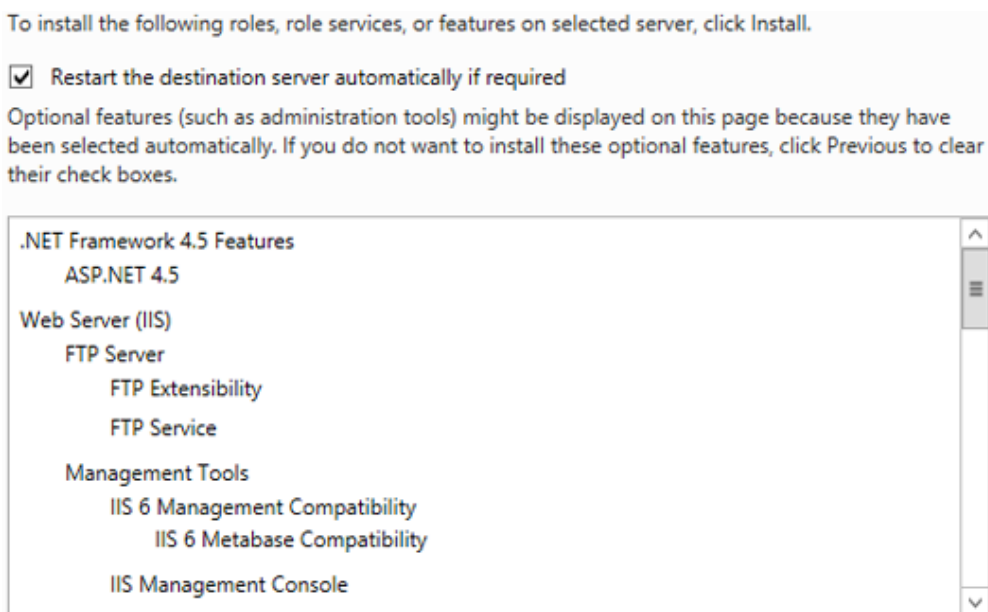 To install the following roles, role services, or features on selected server, click Install.
Restart the destination server automatically if required
Optional features (such as administration tools) might be displayed on this page because they have
been selected automatically. If you do not want to install these optional features, click Previous to clear
their check boxes.
.NET Framework 4.5 Features
ASP.NET 4.5
Web Server (IIS)
FTP Server
FTP Extensibility
FTP Service
Management Tools
IIS 6 Management Compatibility
IIS 6 Metabase Compatibility
IIS Management Console